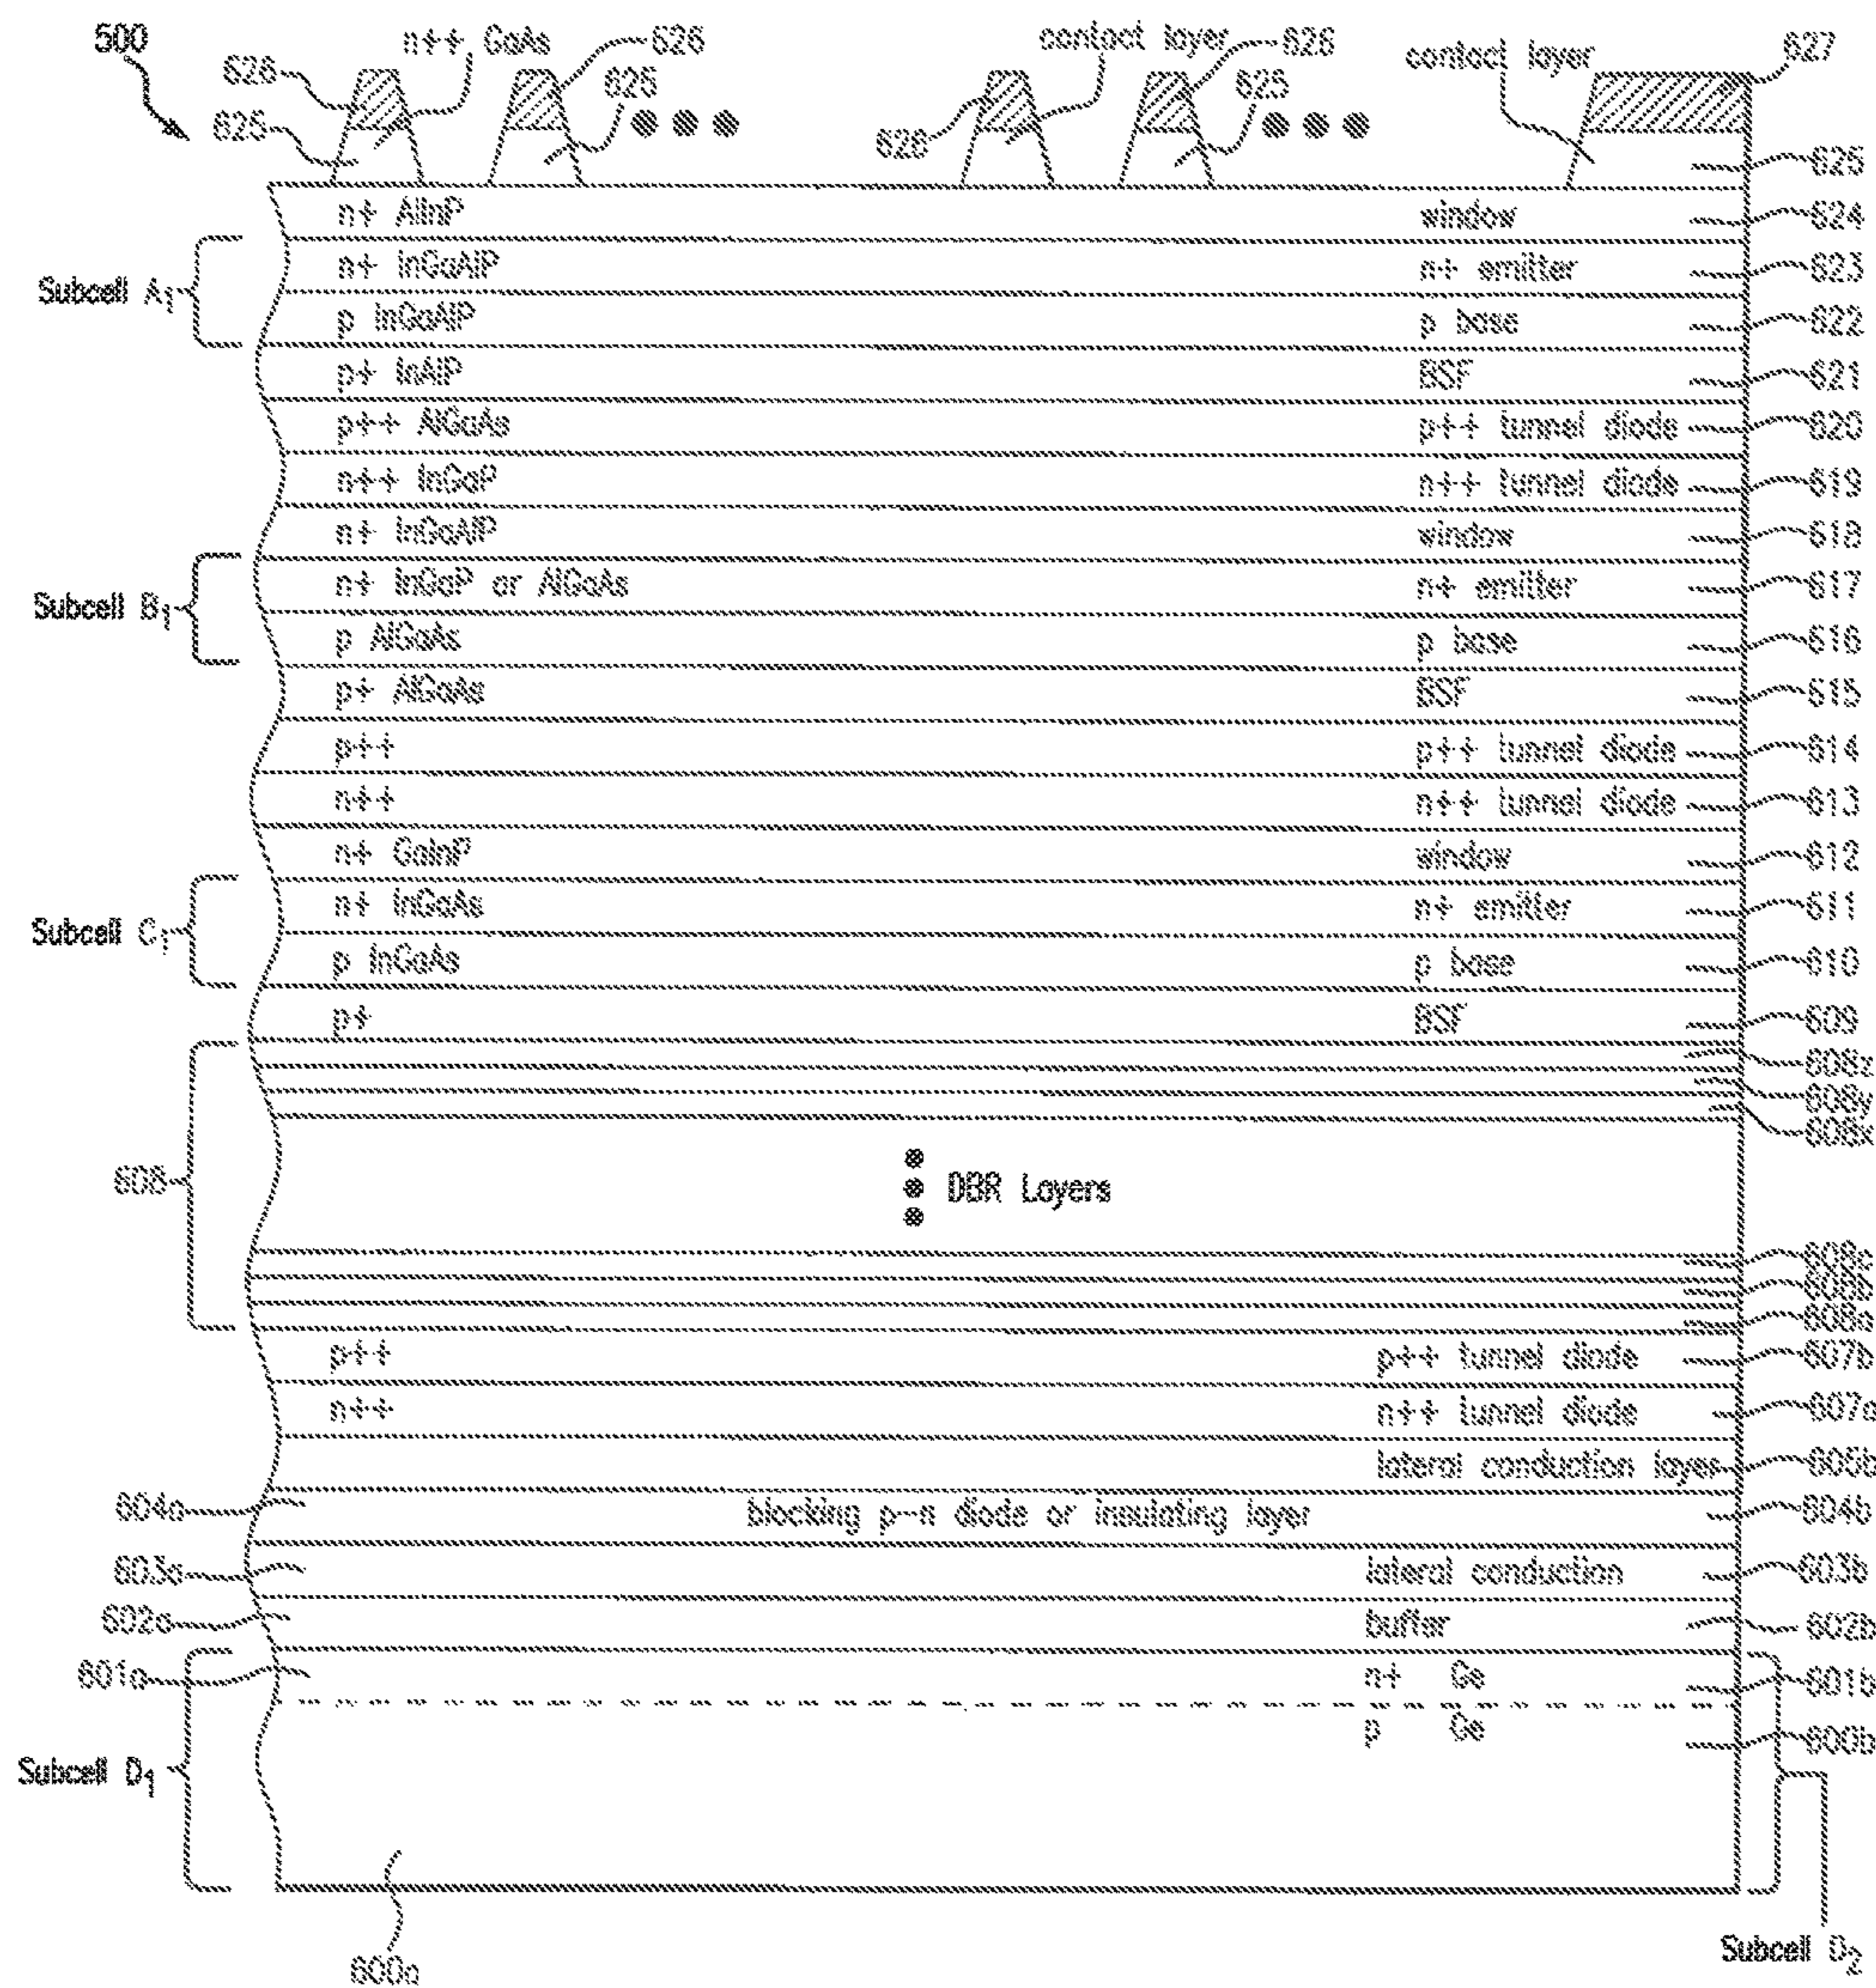 500
n++ GaAs
626
626
625
625
contact layer
626
626
625
contact layer
627
625
n+ AlInP window 624
Subcell A1
n+ InGaAlP n+ emitter 623
p InGaAlP p base 622
p+ InAlP BSF 621
p++ AlGaAs p++ tunnel diode 620
n++ InGaP n++ tunnel diode 619
n+ InGaAlP window 618
Subcell B1
n+ InGaP or AlGaAs n+ emitter 617
p AlGaAs p base 616
p+ AlGaAs BSF 615
p++ p++ tunnel diode 614
n++ n++ tunnel diode 613
n+ GaInP window 612
Subcell C1
n+ InGaAs n+ emitter 611
p InGaAs p base 610
p+ BSF 609
608z
608y
608x
608
DBR Layers
608c
608b
608a
p++ p++ tunnel diode 607b
n++ n++ tunnel diode 607a
lateral conduction layer 605b
604a blocking p-n diode or insulating layer 604b
603a lateral conduction 603b
602a buffer 602b
601a n+ Ge 601b
p Ge 600b
Subcell D1
600a
Subcell D2